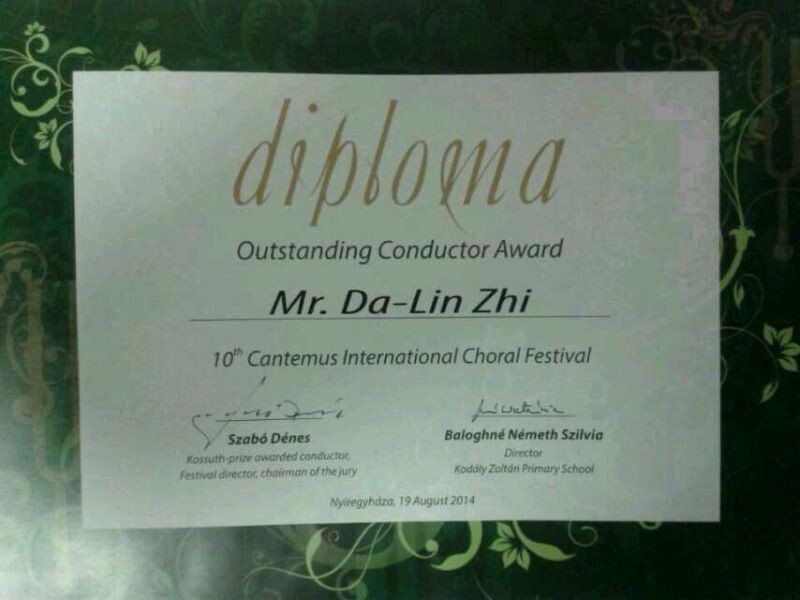 diploma
Outstanding Conductor Award
Mr. Da-Lin Zhi
10th Cantemus International Choral Festival
Szabó Dénes
Kossuth-prize awarded conductor,
Festival director, chairman of the jury
Baloghné Németh Szilvia
Director
Kodály Zoltán Primary School
Nyíregyháza, 19 August 2014